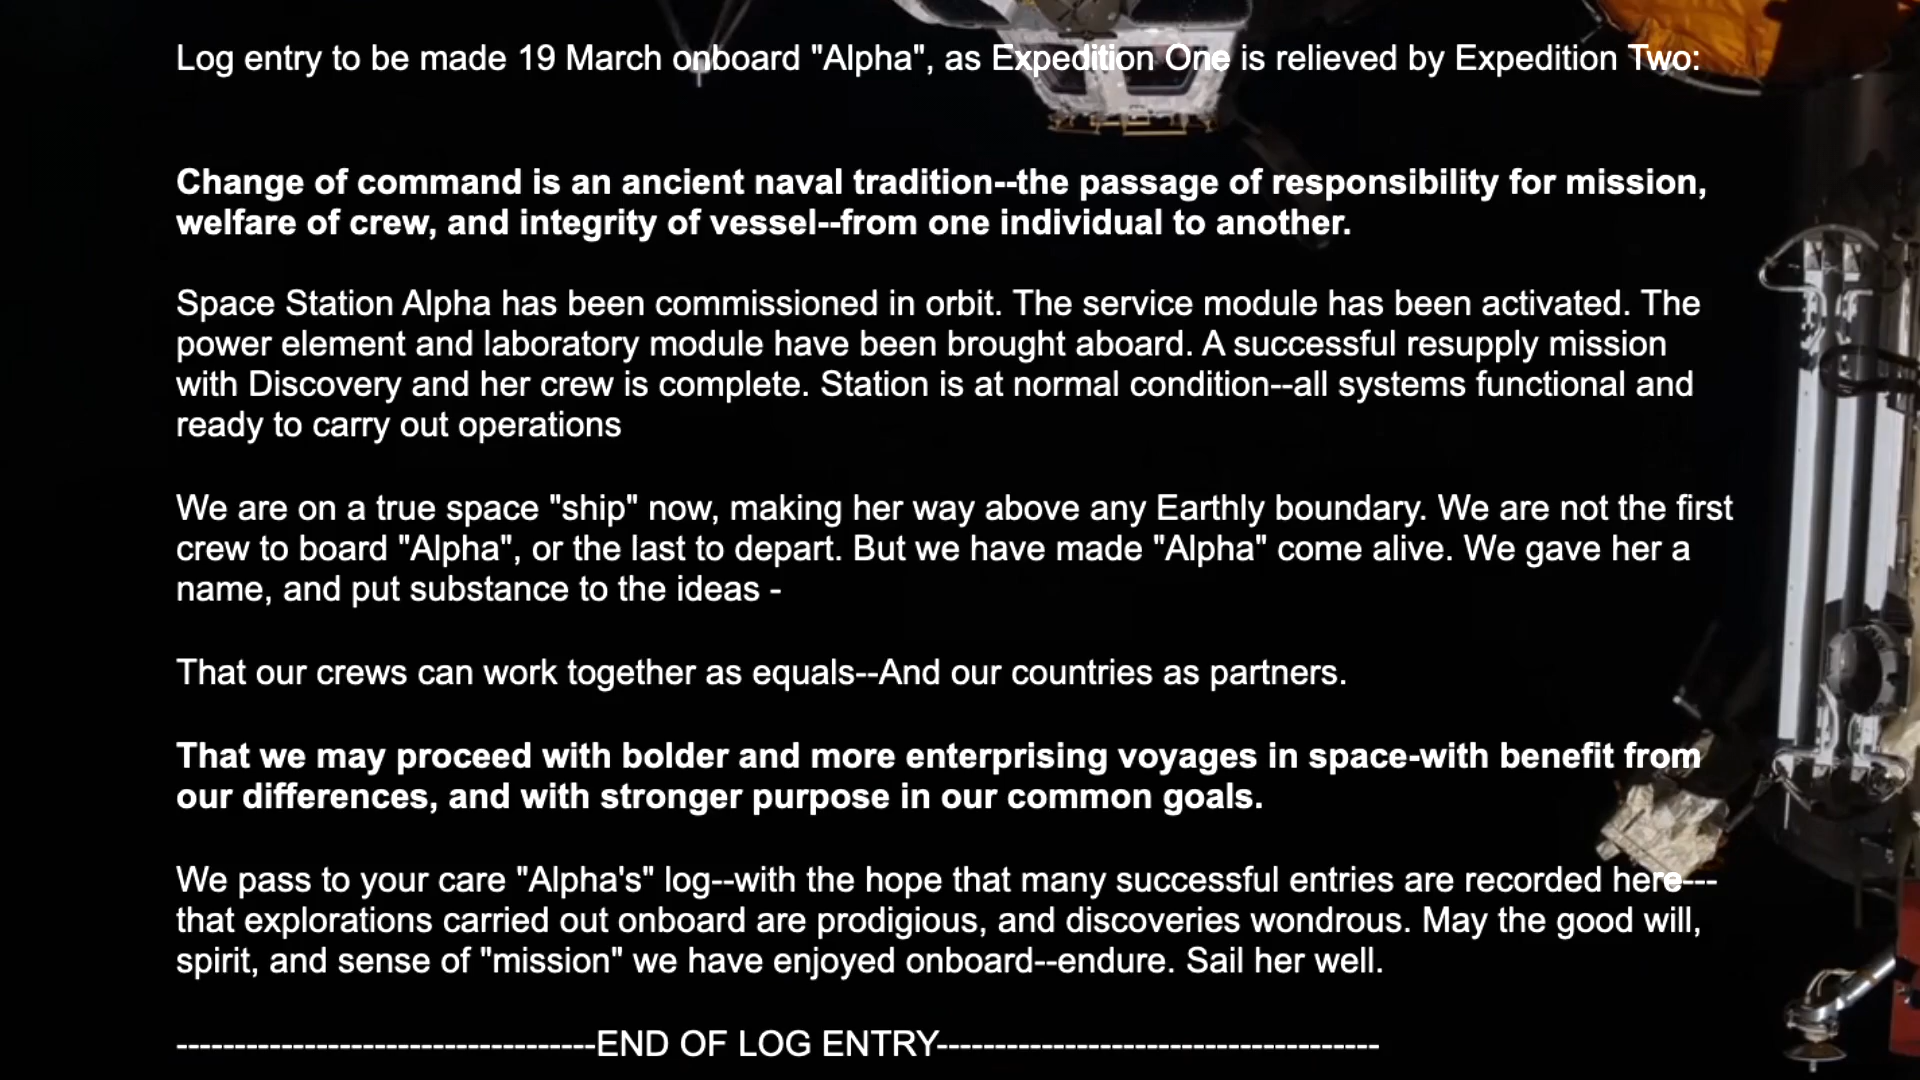 Log entry to be made 19 March onboard "Alpha", as Expedition One is relieved by Expedition Two:
Change of command is an ancient naval tradition--the passage of responsibility for mission,
welfare of crew, and integrity of vessel--from one individual to another.
Space Station Alpha has been commissioned in orbit. The service module has been activated. The
power element and laboratory module have been brought aboard. A successful resupply mission
with Discovery and her crew is complete. Station is at normal condition--all systems functional and
ready to carry out operations
We are on a true space "ship" now, making her way above any Earthly boundary. We are not the first
crew to board "Alpha", or the last to depart. But we have made "Alpha" come alive. We gave her a
name, and put substance to the ideas -
That our crews can work together as equals--And our countries as partners.
That we may proceed with bolder and more enterprising voyages in space-with benefit from
our differences, and with stronger purpose in our common goals.
We pass to your care "Alpha's" log--with the hope that many successful entries are recorded here---
that explorations carried out onboard are prodigious, and discoveries wondrous. May the good will,
spirit, and sense of "mission" we have enjoyed onboard--endure. Sail her well.
------------------------------------END OF LOG ENTRY--------------------------------------